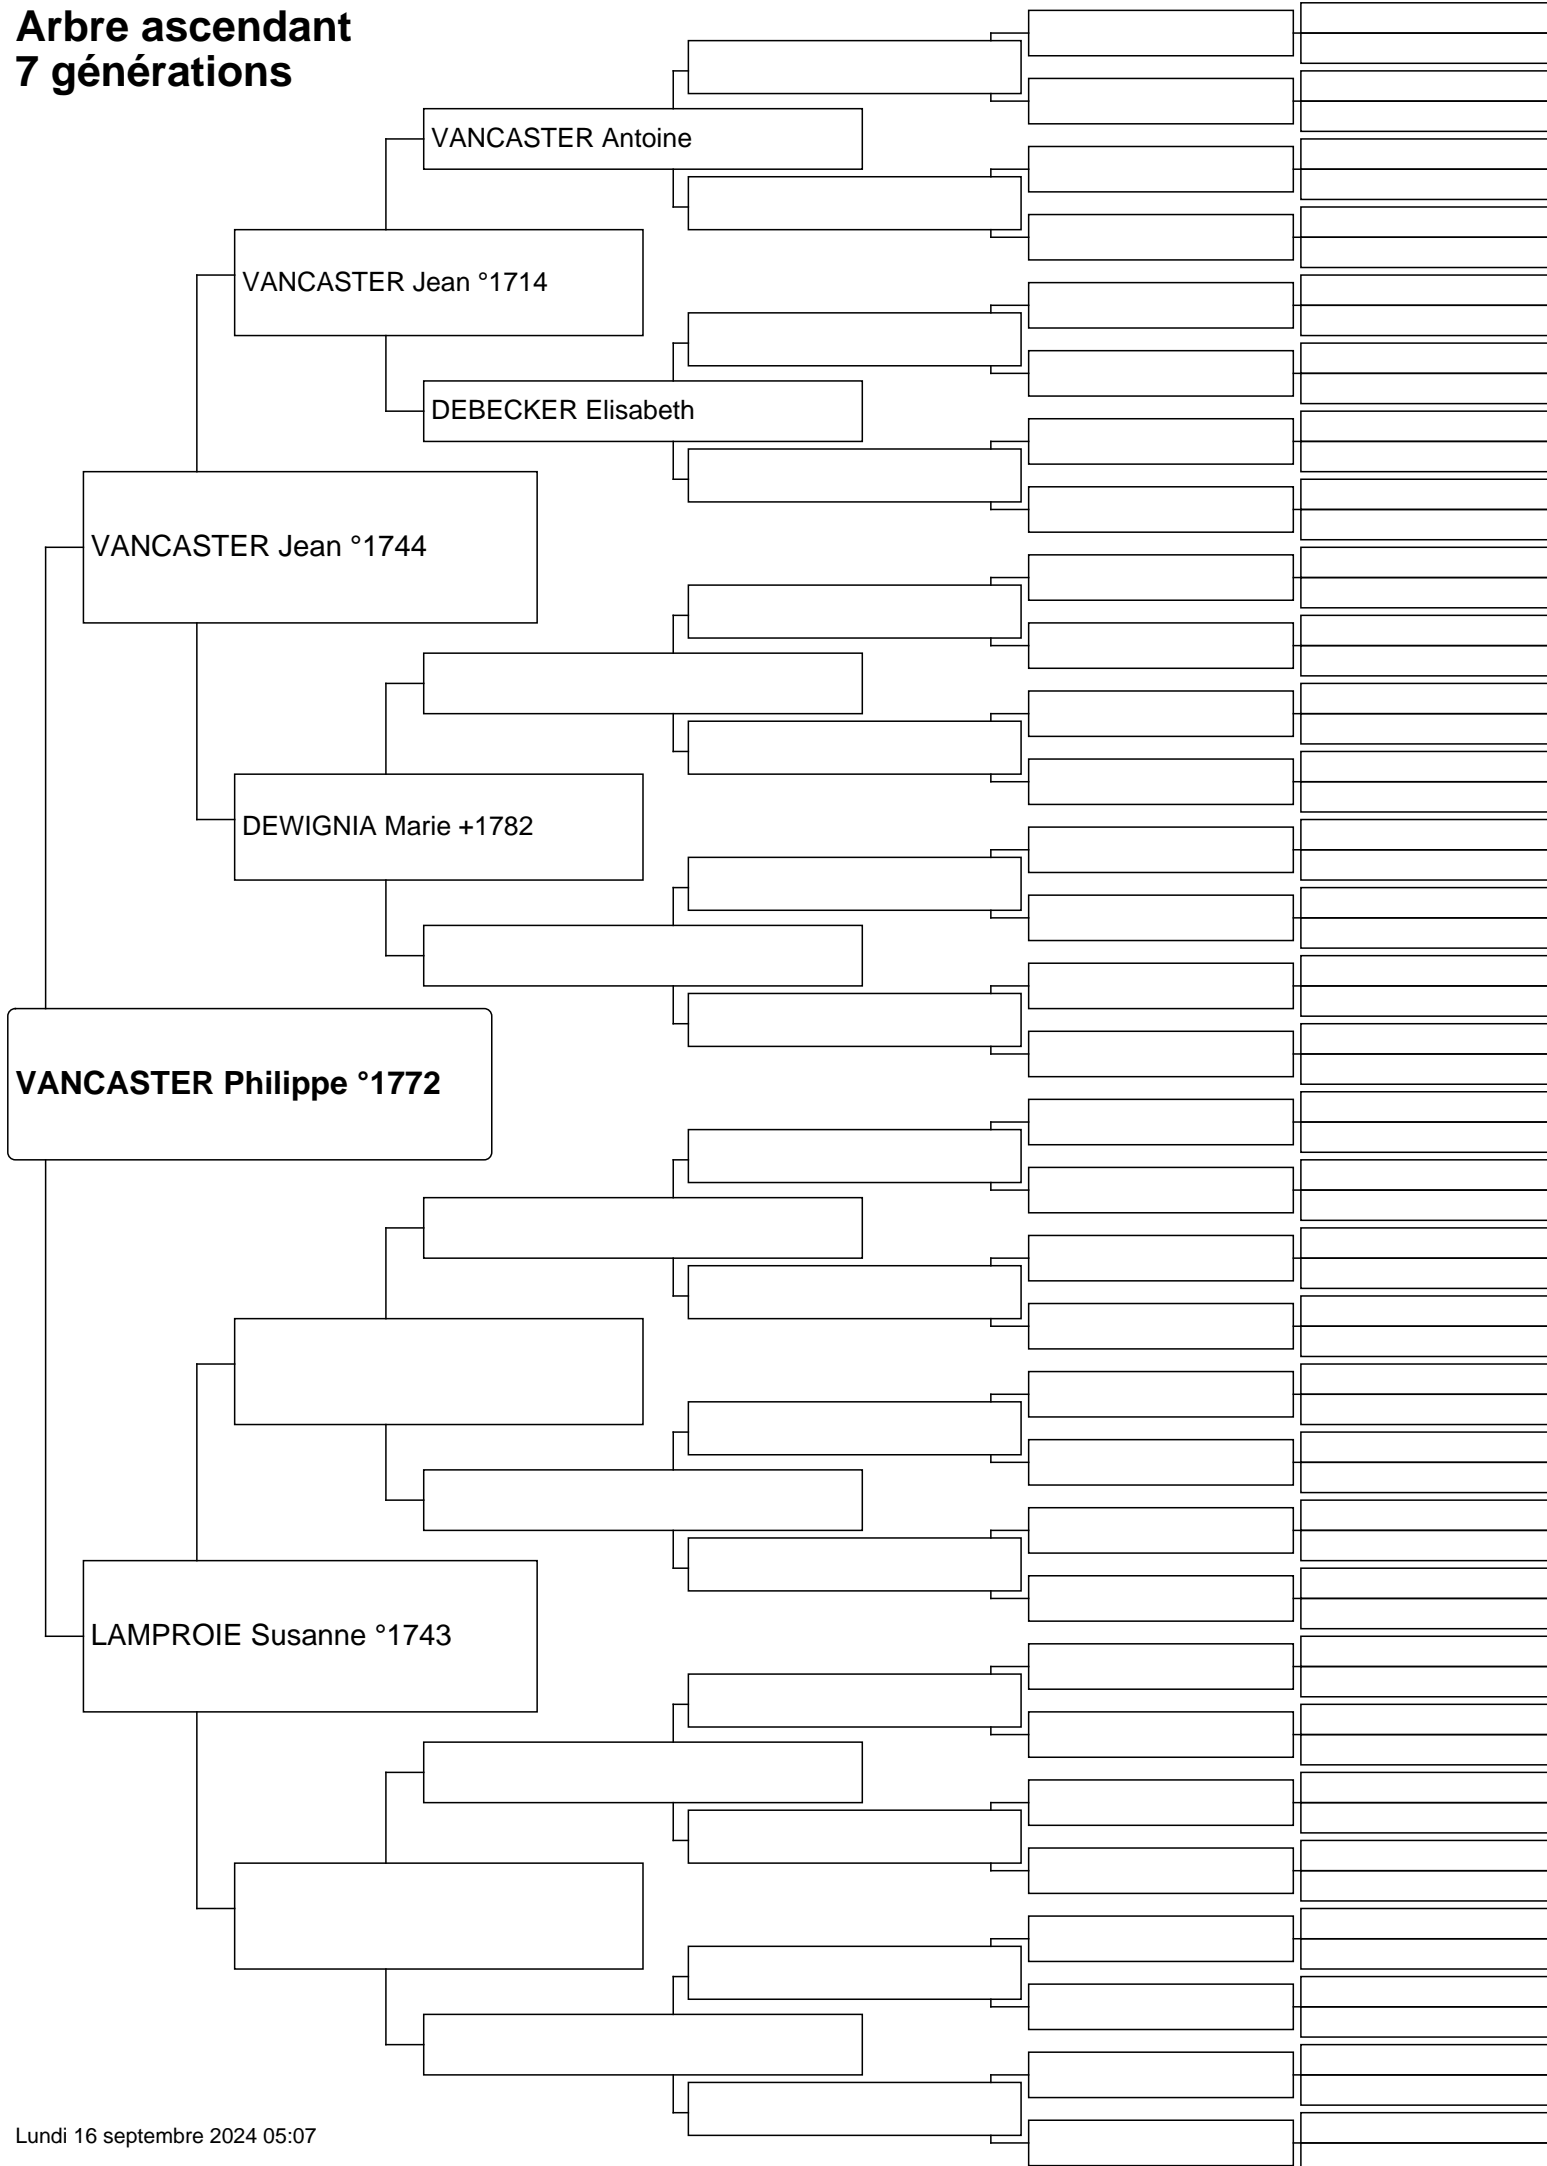 Arbre ascendant
7 générations
VANCASTER Antoine
VANCASTER Jean °1714
DEBECKER Elisabeth
VANCASTER Jean °1744
DEWIGNIA Marie +1782
VANCASTER Philippe °1772
LAMPROIE Susanne °1743
Lundi 16 septembre 2024 05:07